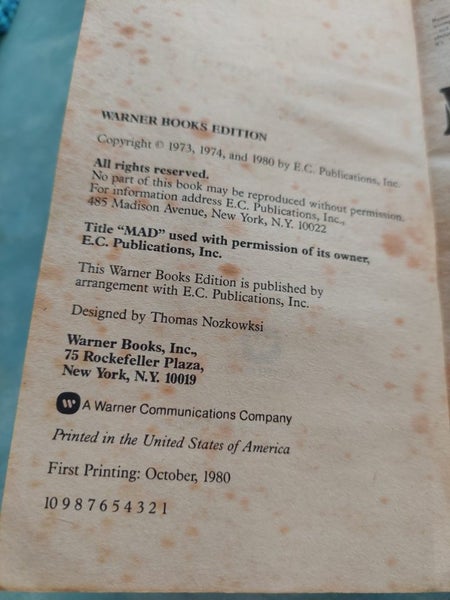 WARNER BOOKS EDITION
Copyright © 1973, 1974, and 1980 by E.C. Publications, Inc.
All rights reserved.
No part of this book may be reproduced without permission.
For information address E.C. Publications, Inc.,
485 Madison Avenue, New York, N.Y. 10022
Title “MAD” used with permission of its owner,
E.C. Publications, Inc.
This Warner Books Edition is published by
arrangement with E.C. Publications, Inc.
Designed by Thomas Nozkowksi
Warner Books, Inc.,
75 Rockefeller Plaza,
New York, N.Y. 10019
A Warner Communications Company
Printed in the United States of America
First Printing: October, 1980
10 9 8 7 6 5 4 3 2 1